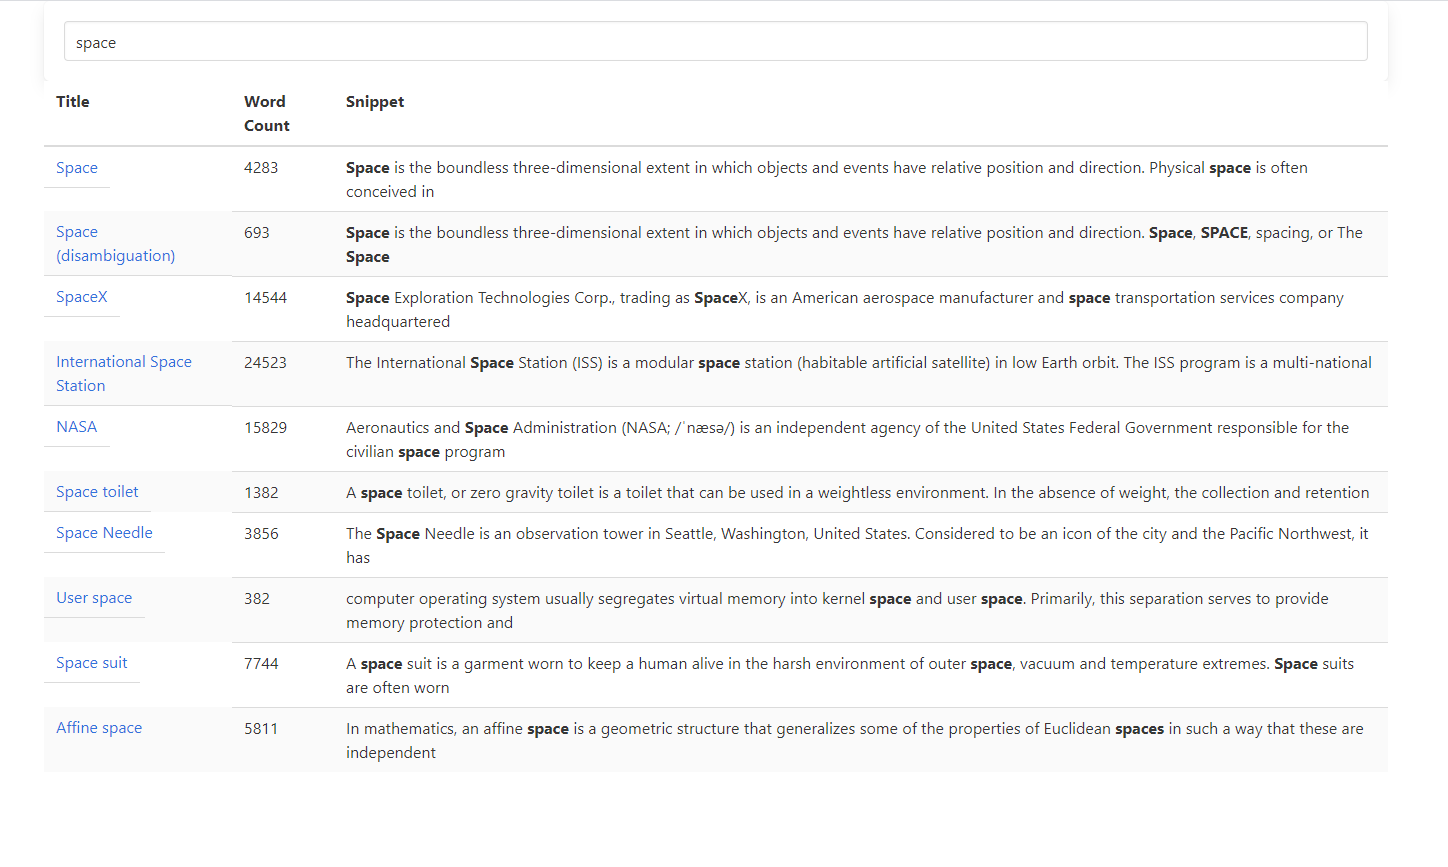 space
Title Word Count Snippet
Space 4283 Space is the boundless three-dimensional extent in which objects and events have relative position and direction. Physical space is often
conceived in
Space (disambiguation) 693 Space is the boundless three-dimensional extent in which objects and events have relative position and direction. Space, SPACE, spacing, or The
Space
SpaceX 14544 Space Exploration Technologies Corp., trading as SpaceX, is an American aerospace manufacturer and space transportation services company
headquartered
International Space Station 24523 The International Space Station (ISS) is a modular space station (habitable artificial satellite) in low Earth orbit. The ISS program is a multi-national
NASA 15829 Aeronautics and Space Administration (NASA; /ˈnæsə/) is an independent agency of the United States Federal Government responsible for the
civilian space program
Space toilet 1382 A space toilet, or zero gravity toilet is a toilet that can be used in a weightless environment. In the absence of weight, the collection and retention
Space Needle 3856 The Space Needle is an observation tower in Seattle, Washington, United States. Considered to be an icon of the city and the Pacific Northwest, it
has
User space 382 computer operating system usually segregates virtual memory into kernel space and user space. Primarily, this separation serves to provide
memory protection and
Space suit 7744 A space suit is a garment worn to keep a human alive in the harsh environment of outer space, vacuum and temperature extremes. Space suits
are often worn
Affine space 5811 In mathematics, an affine space is a geometric structure that generalizes some of the properties of Euclidean spaces in such a way that these are
independent